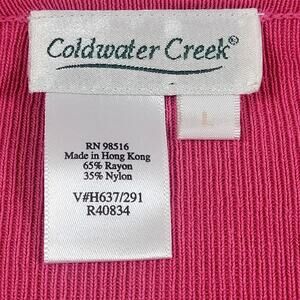 Coldwater Creek®
L
RN 98516
Made in Hong Kong
65% Rayon
35% Nylon
V#H637/291
R40834